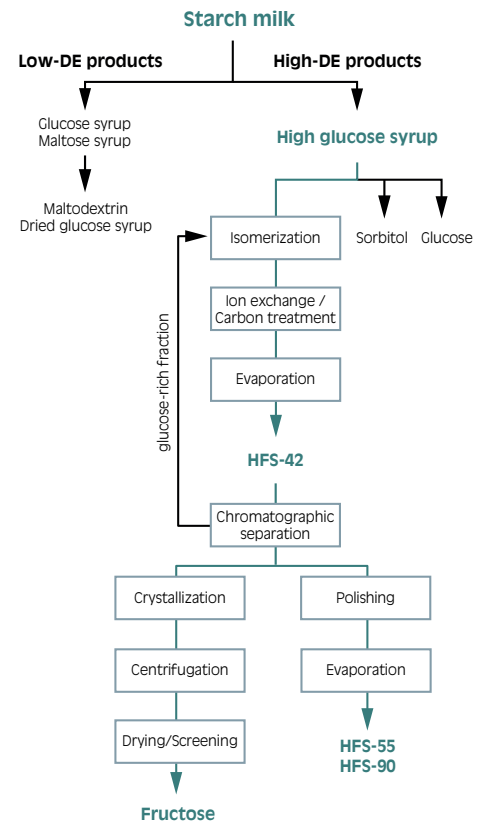 Starch milk
Low-DE products
High-DE products
Glucose syrup
Maltose syrup
High glucose syrup
Maltodextrin
Dried glucose syrup
Isomerization
Sorbitol
Glucose
Ion exchange /
Carbon treatment
glucose-rich fraction
Evaporation
HFS-42
Chromatographic
separation
Crystallization
Polishing
Centrifugation
Evaporation
Drying/Screening
HFS-55
HFS-90
Fructose